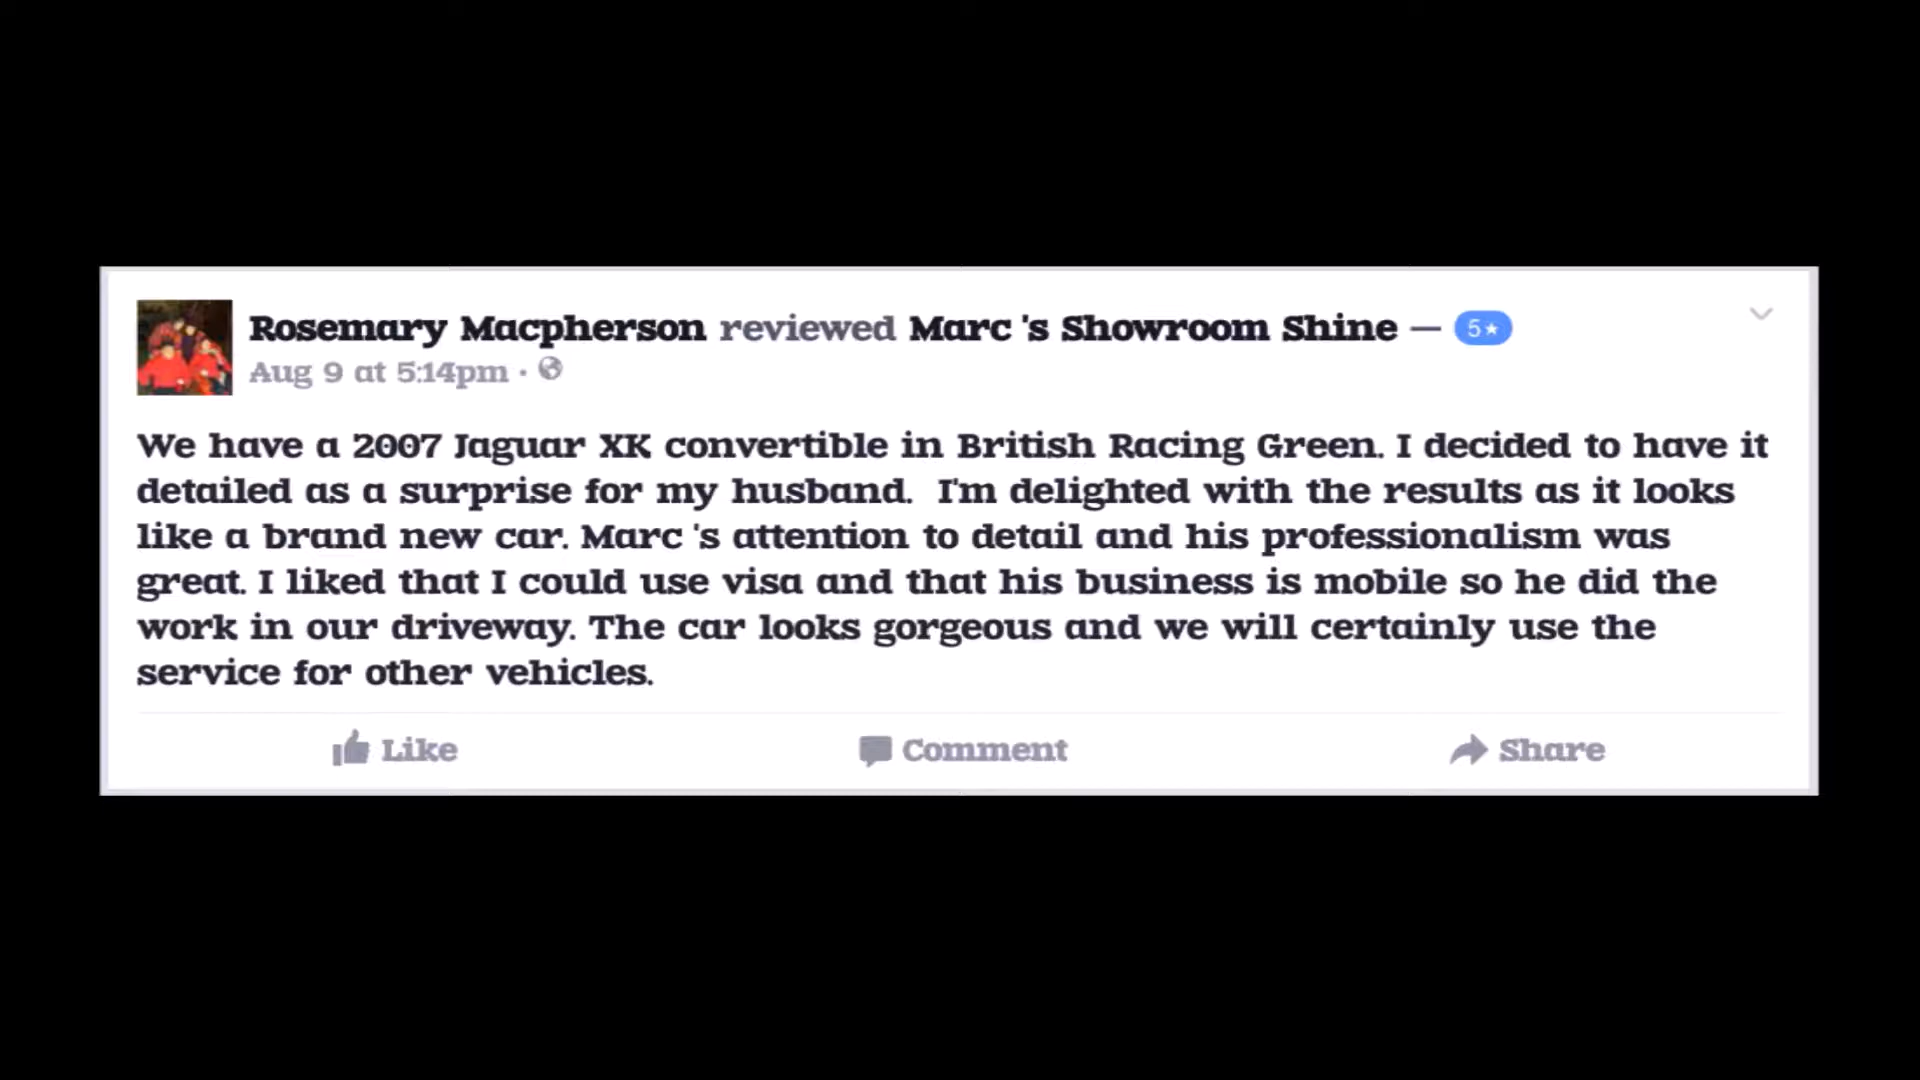 Rosemary Macpherson reviewed Marc 's Showroom Shine — 5★
Aug 9 at 5:14pm ·
We have a 2007 Jaguar XK convertible in British Racing Green. I decided to have it
detailed as a surprise for my husband.  I'm delighted with the results as it looks
like a brand new car. Marc 's attention to detail and his professionalism was
great. I liked that I could use visa and that his business is mobile so he did the
work in our driveway. The car looks gorgeous and we will certainly use the
service for other vehicles.
Like Comment Share